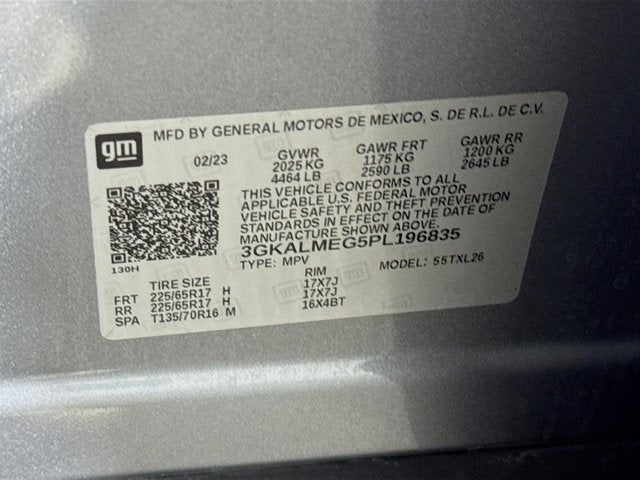 gm
MFD BY GENERAL MOTORS DE MEXICO, S. DE R.L. DE C.V.
02/23 GVWR GAWR FRT GAWR RR
2025 KG 1175 KG 1200 KG
4464 LB 2590 LB 2645 LB
THIS VEHICLE CONFORMS TO ALL
APPLICABLE U.S. FEDERAL MOTOR
VEHICLE SAFETY AND THEFT PREVENTION
STANDARDS IN EFFECT ON THE DATE OF
MANUFACTURE SHOWN ABOVE.
3GKALMEG5PL196835
130H
TYPE: MPV MODEL: 55TXL26
TIRE SIZE RIM
FRT 225/65R17 H 17X7J
RR 225/65R17 H 17X7J
SPA T135/70R16 M 16X4BT